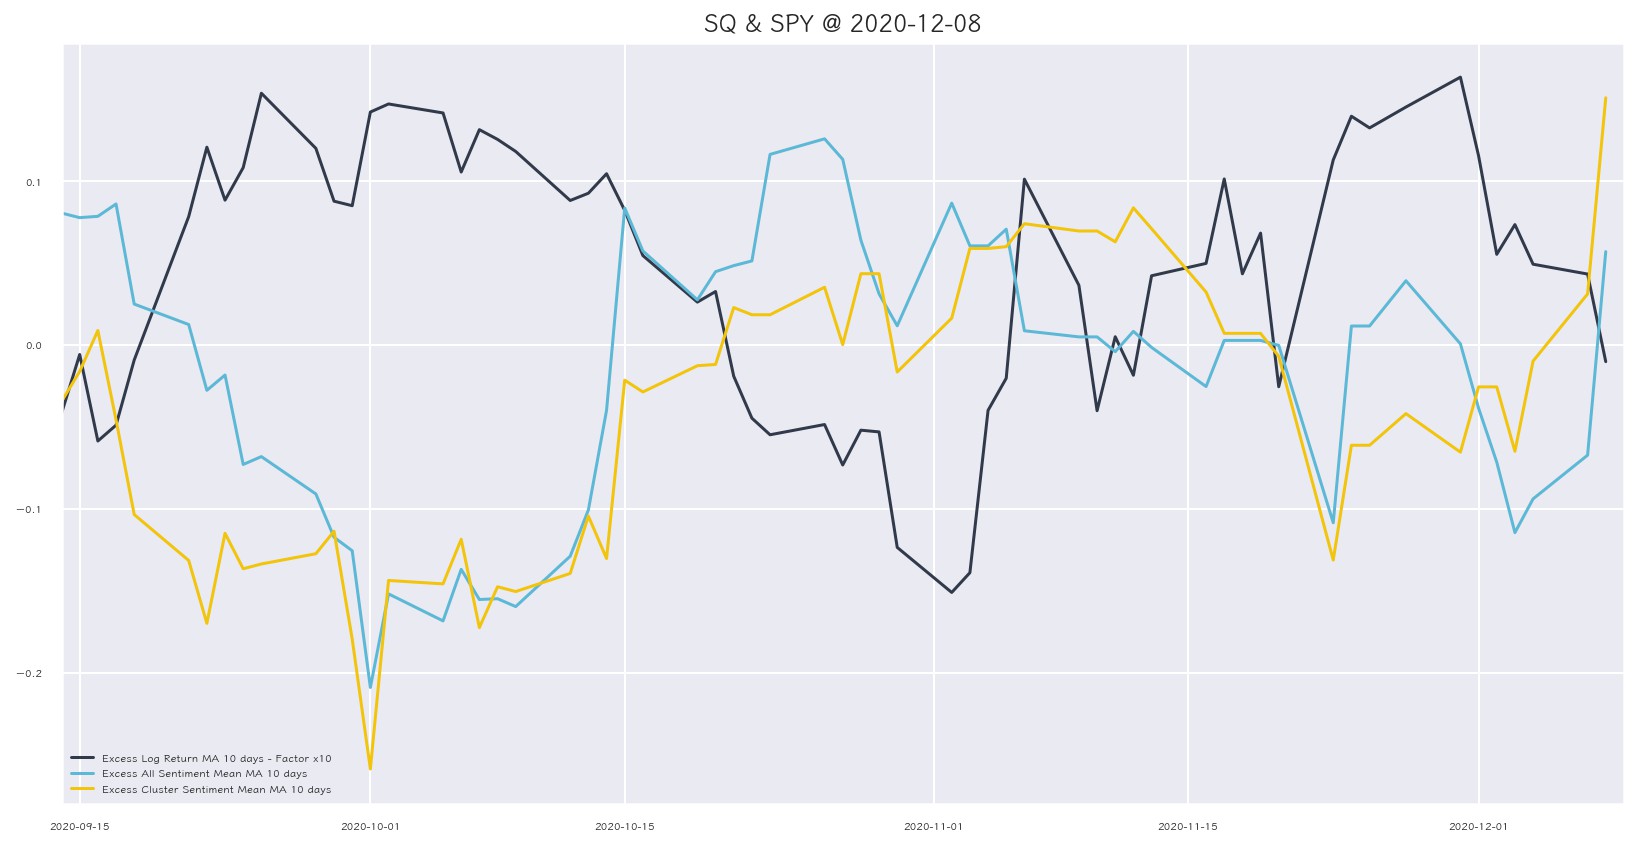 SQ & SPY @ 2020-12-08
0.1
0.0
−0.1
−0.2
Excess Log Return MA 10 days - Factor x10
Excess All Sentiment Mean MA 10 days
Excess Cluster Sentiment Mean MA 10 days
2020-09-15 2020-10-01 2020-10-15 2020-11-01 2020-11-15 2020-12-01